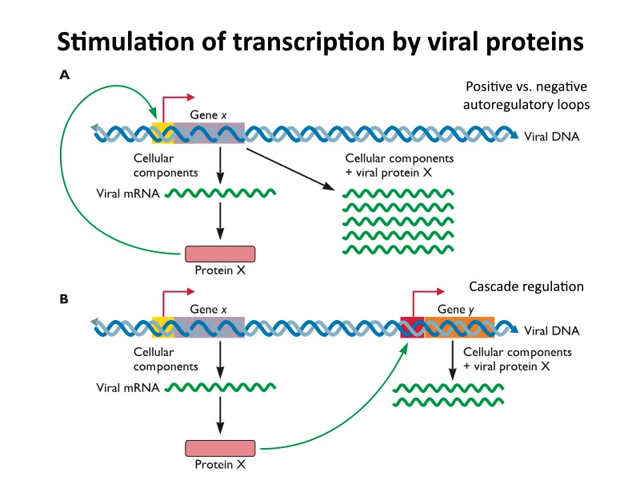 Stimulation of transcription by viral proteins
A
Positive vs. negative
autoregulatory loops
Gene x
Viral DNA
Cellular
components
Cellular components
+ viral protein X
Viral mRNA
Protein X
B
Cascade regulation
Gene x
Gene y
Viral DNA
Cellular
components
Cellular components
+ viral protein X
Viral mRNA
Protein X